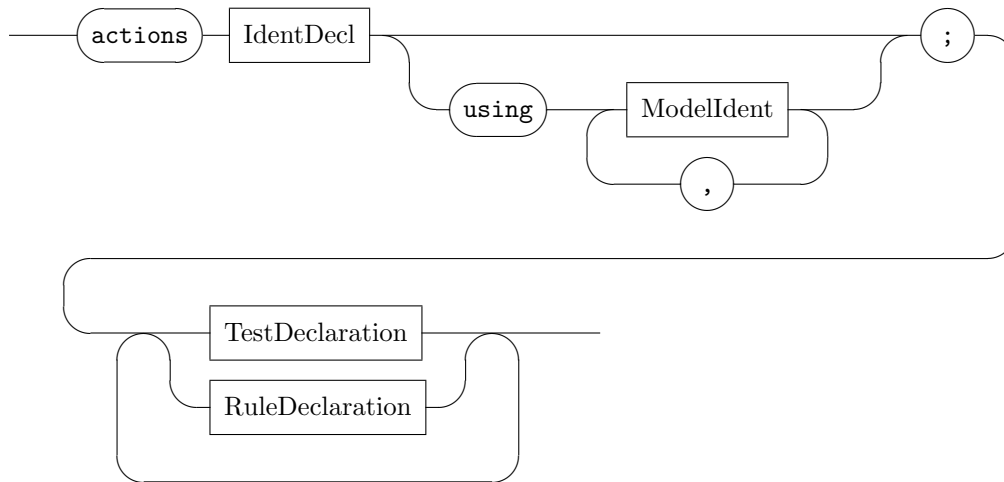 actions IdentDecl ;
using ModelIdent
,
TestDeclaration
RuleDeclaration